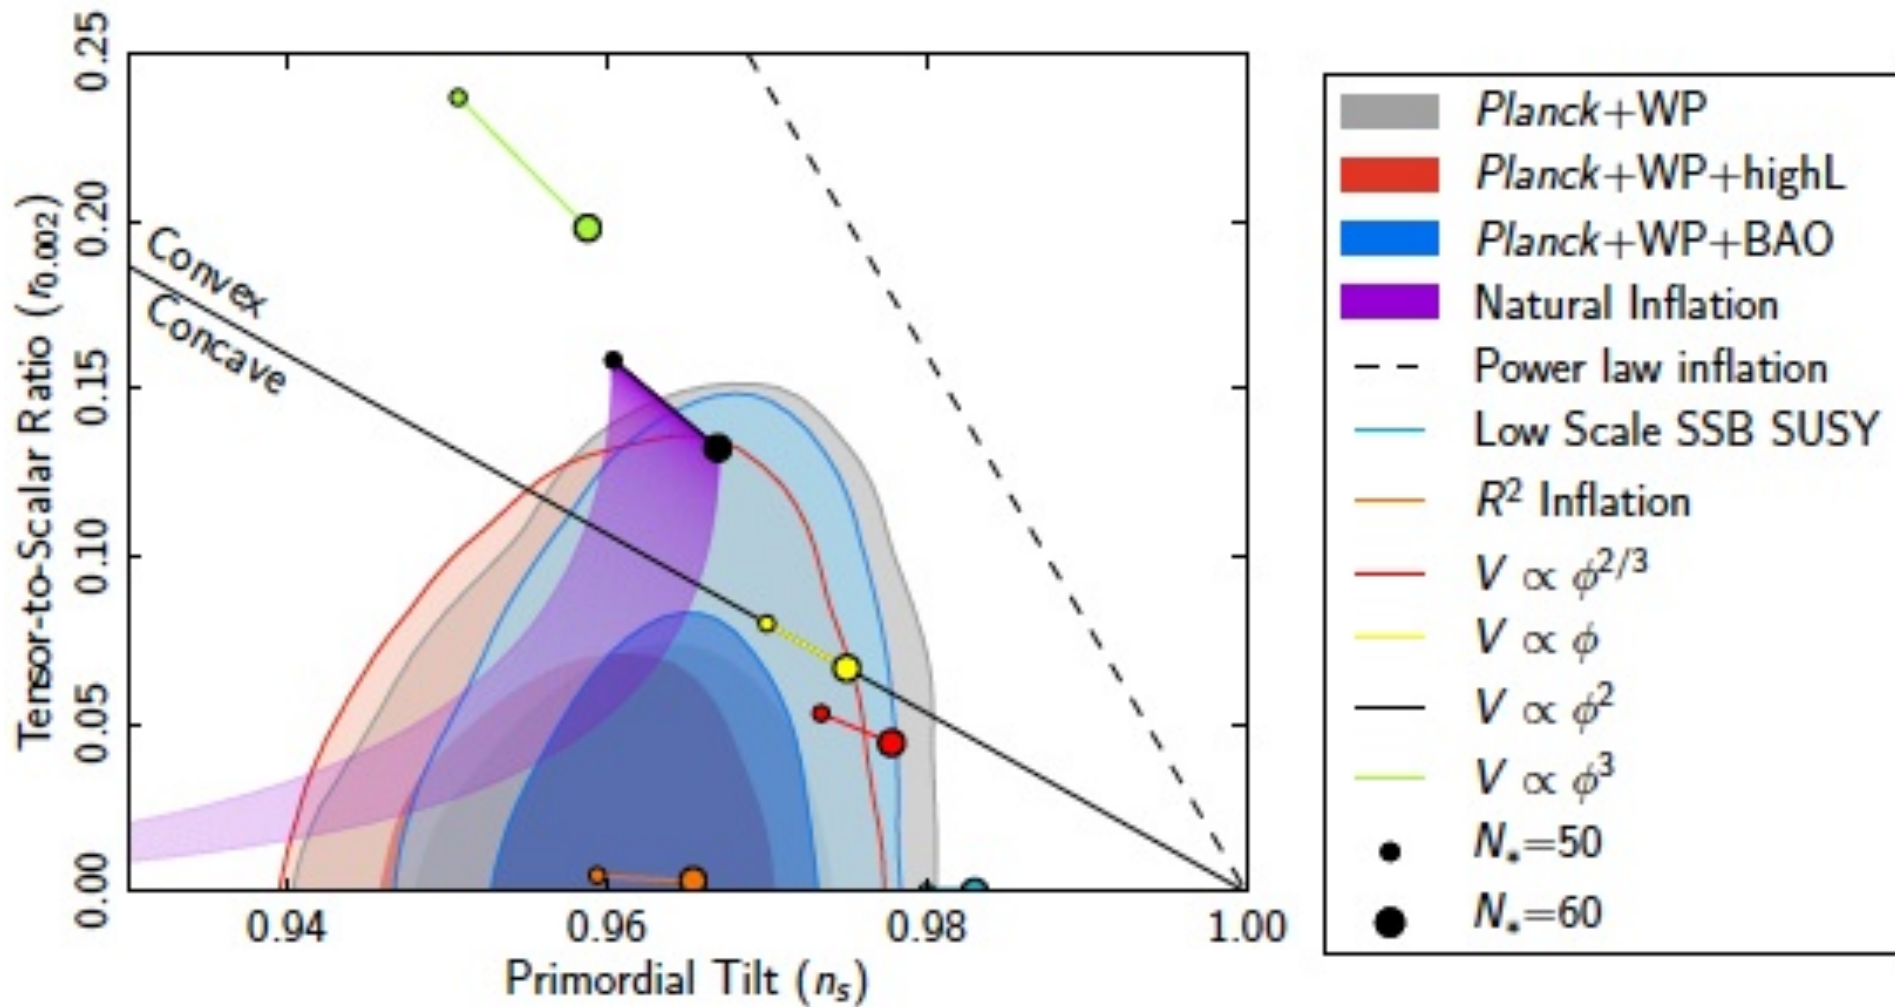 0.25
0.20
0.15
0.10
0.05
0.00
Tensor-to-Scalar Ratio (r₀.₀₀₂)
Convex
Concave
0.94
0.96
0.98
1.00
Primordial Tilt (nₛ)
Planck+WP
Planck+WP+highL
Planck+WP+BAO
Natural Inflation
Power law inflation
Low Scale SSB SUSY
R² Inflation
V ∝ ϕ^{2/3}
V ∝ ϕ
V ∝ ϕ²
V ∝ ϕ³
N⁎=50
N⁎=60